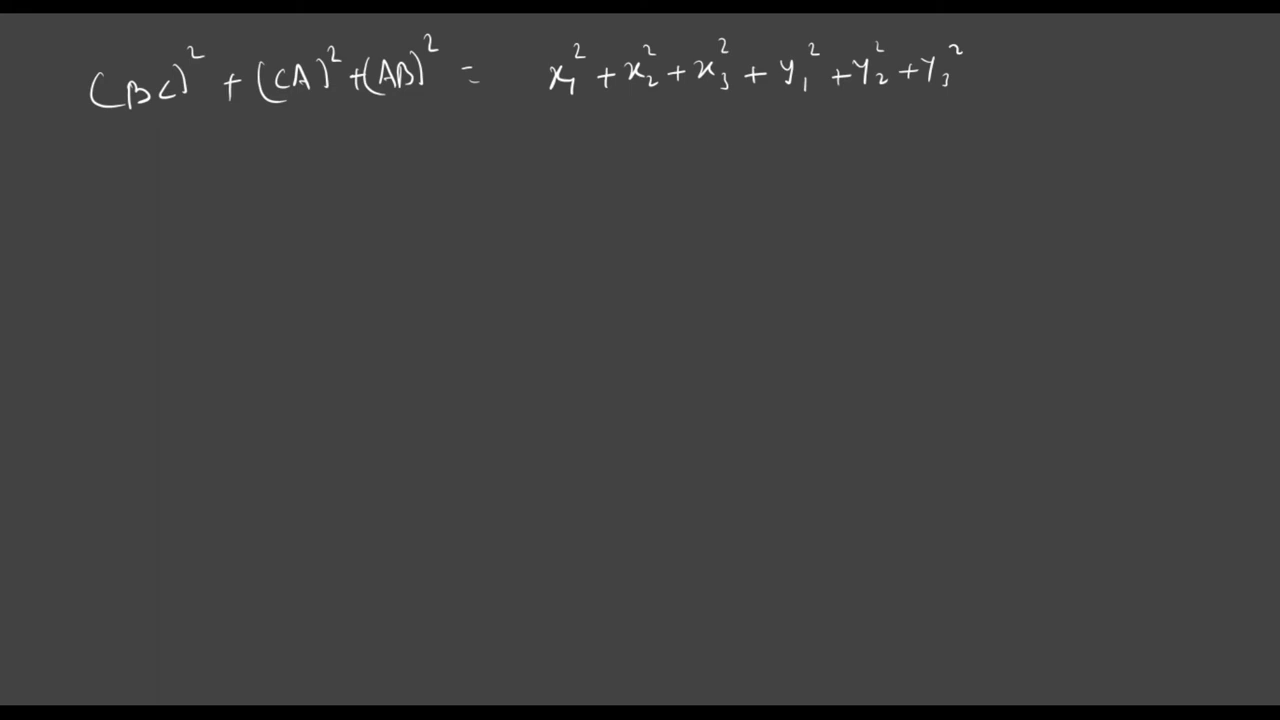 (BC)² + (CA)² + (AB)² = x₁² + x₂² + x₃² + y₁² + y₂² + y₃²